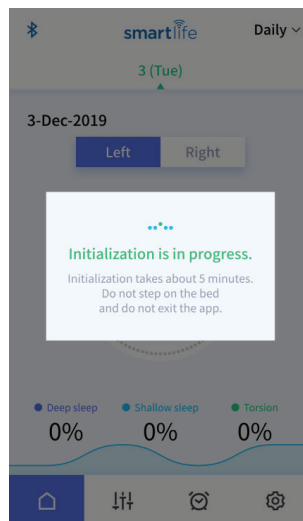 smartlife
Daily
3 (Tue)
3-Dec-2019
Left
Right
Initialization is in progress.
Initialization takes about 5 minutes.
Do not step on the bed
and do not exit the app.
Deep sleep
Shallow sleep
Torsion
0%
0%
0%